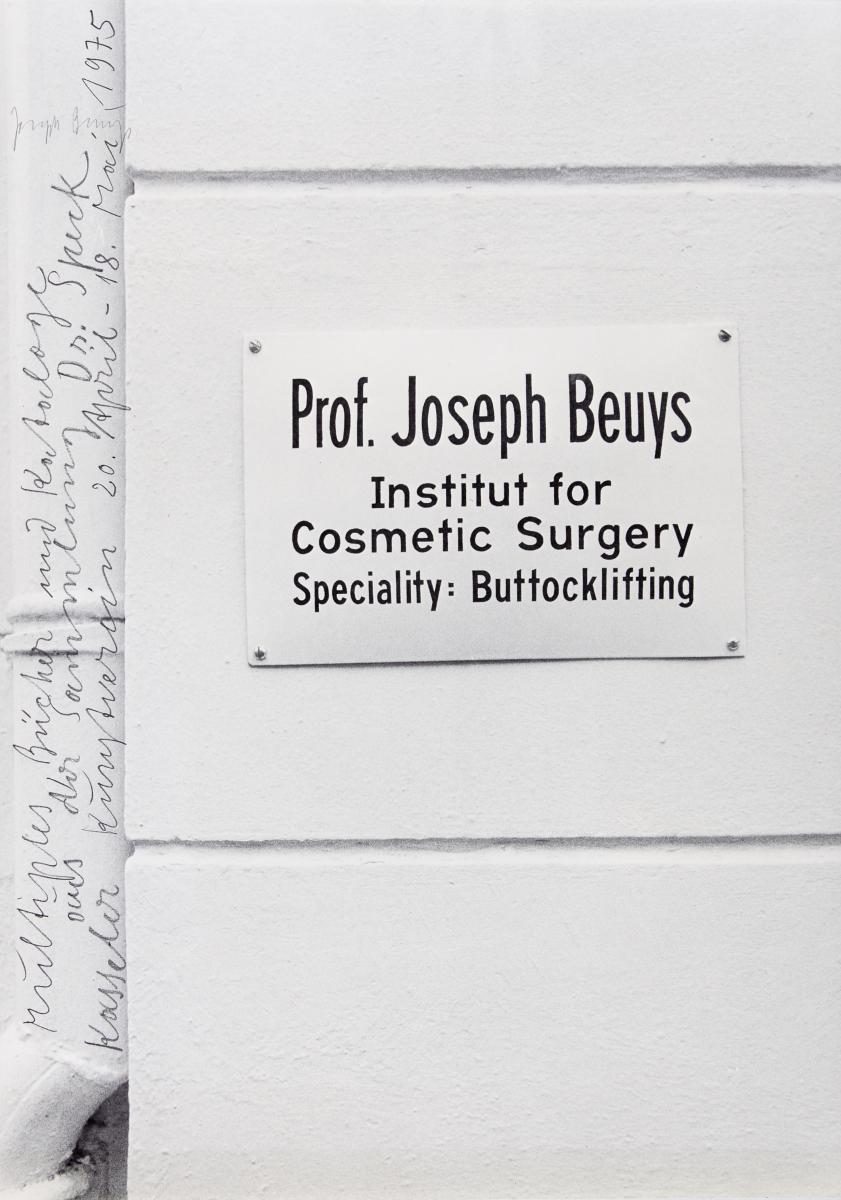 Prof. Joseph Beuys
Institut for
Cosmetic Surgery
Speciality: Buttocklifting
Multiples, Bücher und Kataloge
aus der Sammlung Dr. Speck
Kasseler Kunstverein 20. April - 18. Mai 1975
Joseph Beuys